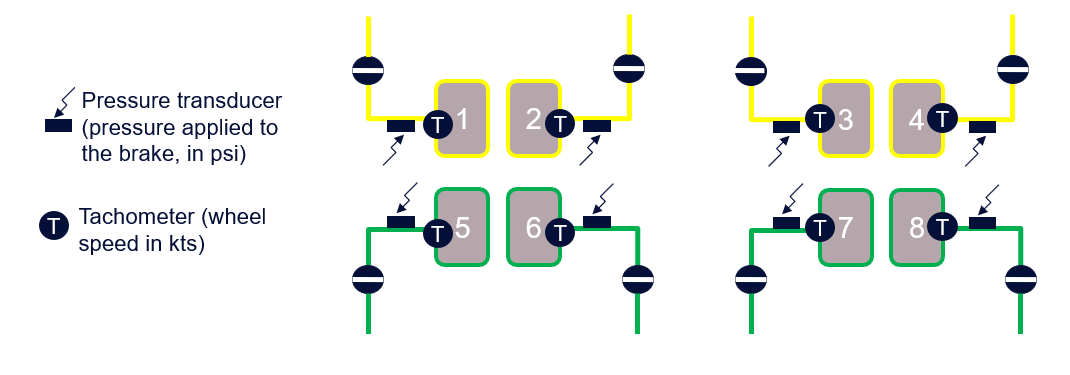 Pressure transducer
(pressure applied to
the brake, in psi)
T
Tachometer (wheel
speed in kts)
T 1
2 T
T 3
4 T
T 5
6 T
T 7
8 T